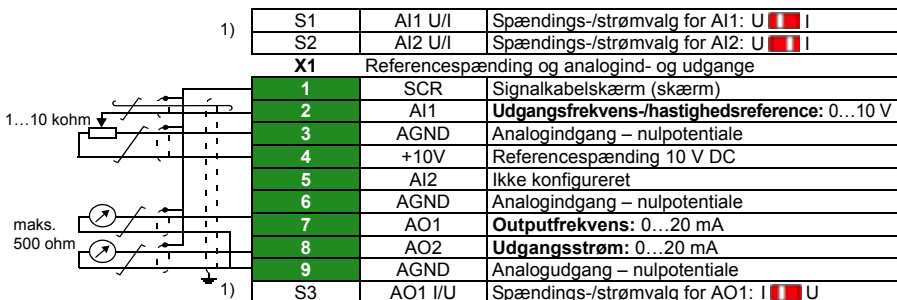 1) S1 AI1 U/I Spændings-/strømvalg for AI1: U I
S2 AI2 U/I Spændings-/strømvalg for AI2: U I
X1 Referencespænding og analogind- og udgange
1 SCR Signalkabelskærm (skærm)
1…10 kohm 2 AI1 Udgangsfrekvens-/hastighedsreference: 0…10 V
3 AGND Analogindgang – nulpotentiale
4 +10V Referencespænding 10 V DC
5 AI2 Ikke konfigureret
6 AGND Analogindgang – nulpotentiale
maks. 7 AO1 Outputfrekvens: 0…20 mA
500 ohm 8 AO2 Udgangsstrøm: 0…20 mA
9 AGND Analogudgang – nulpotentiale
1) S3 AO1 I/U Spændings-/strømvalg for AO1: I U